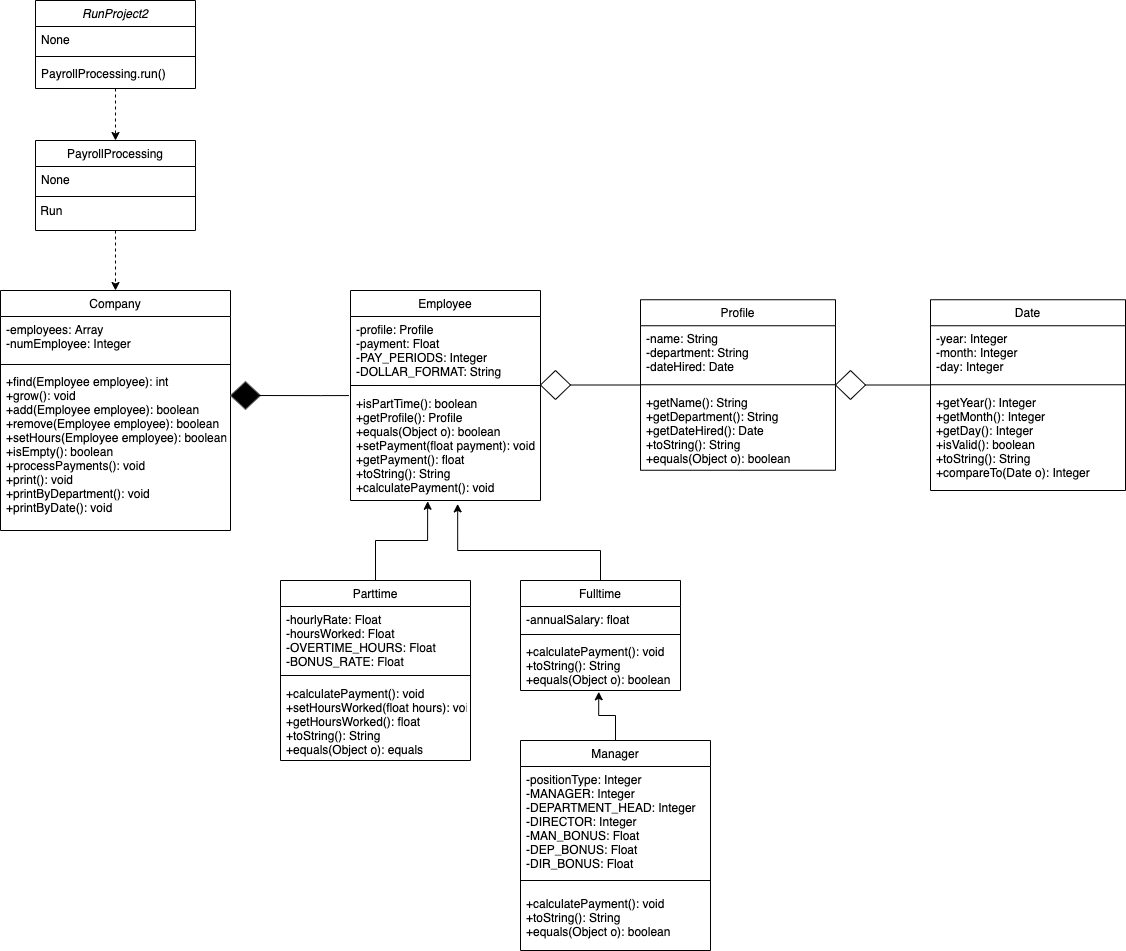 RunProject2
None
PayrollProcessing.run()
PayrollProcessing
None
Run
Company
-employees: Array
-numEmployee: Integer
+find(Employee employee): int
+grow(): void
+add(Employee employee): boolean
+remove(Employee employee): boolean
+setHours(Employee employee): boolean
+isEmpty(): boolean
+processPayments(): void
+print(): void
+printByDepartment(): void
+printByDate(): void
Employee
-profile: Profile
-payment: Float
-PAY_PERIODS: Integer
-DOLLAR_FORMAT: String
+isPartTime(): boolean
+getProfile(): Profile
+equals(Object o): boolean
+setPayment(float payment): void
+getPayment(): float
+toString(): String
+calculatePayment(): void
Profile
-name: String
-department: String
-dateHired: Date
+getName(): String
+getDepartment(): String
+getDateHired(): Date
+toString(): String
+equals(Object o): boolean
Date
-year: Integer
-month: Integer
-day: Integer
+getYear(): Integer
+getMonth(): Integer
+getDay(): Integer
+isValid(): boolean
+toString(): String
+compareTo(Date o): Integer
Parttime
-hourlyRate: Float
-hoursWorked: Float
-OVERTIME_HOURS: Float
-BONUS_RATE: Float
+calculatePayment(): void
+setHoursWorked(float hours): voi
+getHoursWorked(): float
+toString(): String
+equals(Object o): equals
Fulltime
-annualSalary: float
+calculatePayment(): void
+toString(): String
+equals(Object o): boolean
Manager
-positionType: Integer
-MANAGER: Integer
-DEPARTMENT_HEAD: Integer
-DIRECTOR: Integer
-MAN_BONUS: Float
-DEP_BONUS: Float
-DIR_BONUS: Float
+calculatePayment(): void
+toString(): String
+equals(Object o): boolean